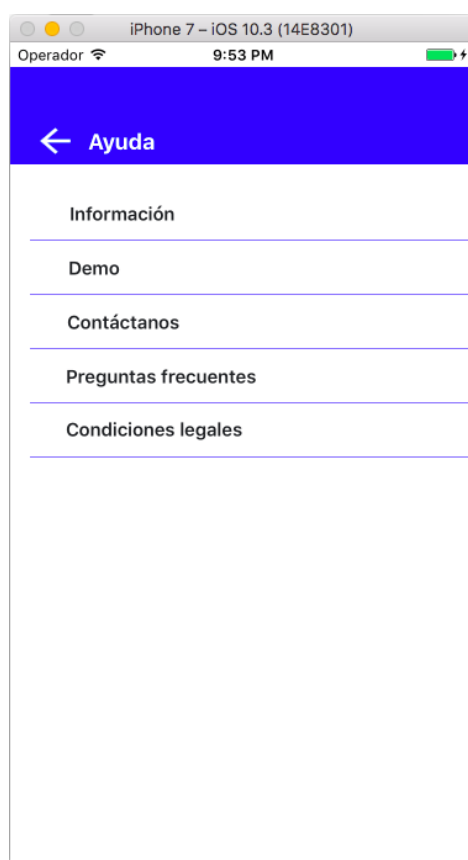 iPhone 7 – iOS 10.3 (14E8301)
Operador 9:53 PM
Ayuda
Información
Demo
Contáctanos
Preguntas frecuentes
Condiciones legales